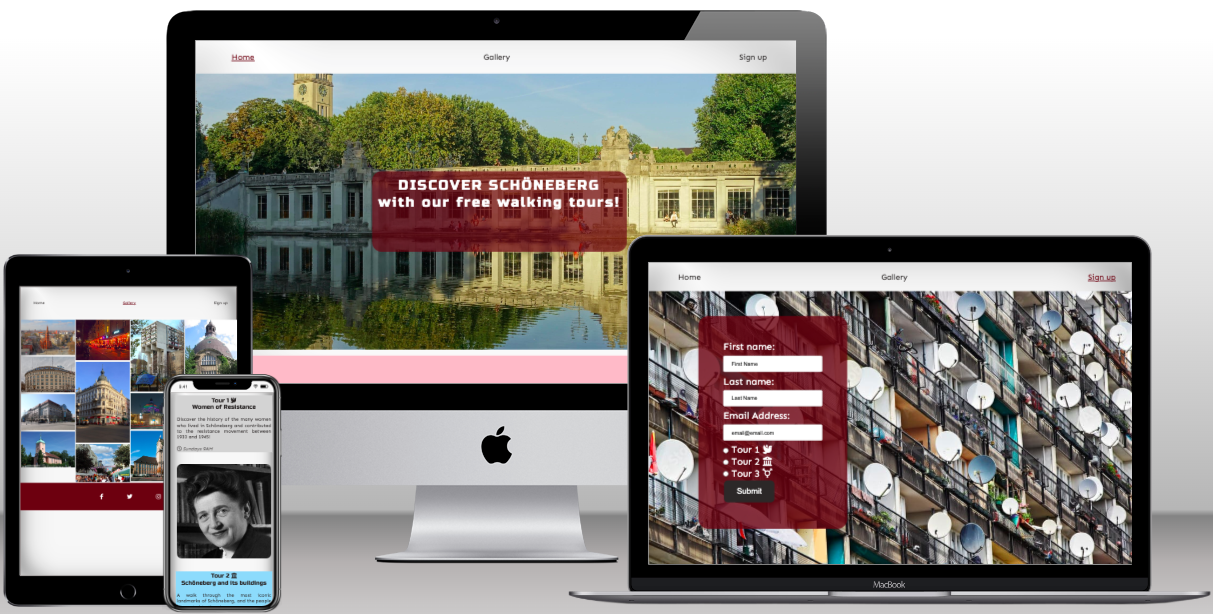 Home
Gallery
Sign up
DISCOVER SCHÖNEBERG
with our free walking tours!
Home
Gallery
Sign up
Home
Gallery
Sign up
First name:
First Name
Last name:
Last Name
Email Address:
email@email.com
Tour 1
Tour 2
Tour 3
Submit
MacBook
3:41
Tour 1
Women of Resistance
Discover the history of the many women
who lived in Schöneberg and contributed
to the resistance movement between
1933 and 1945!
Sundays 9AM
Tour 2
Schöneberg and its buildings
A walk through the most iconic
landmarks of Schöneberg, and the people